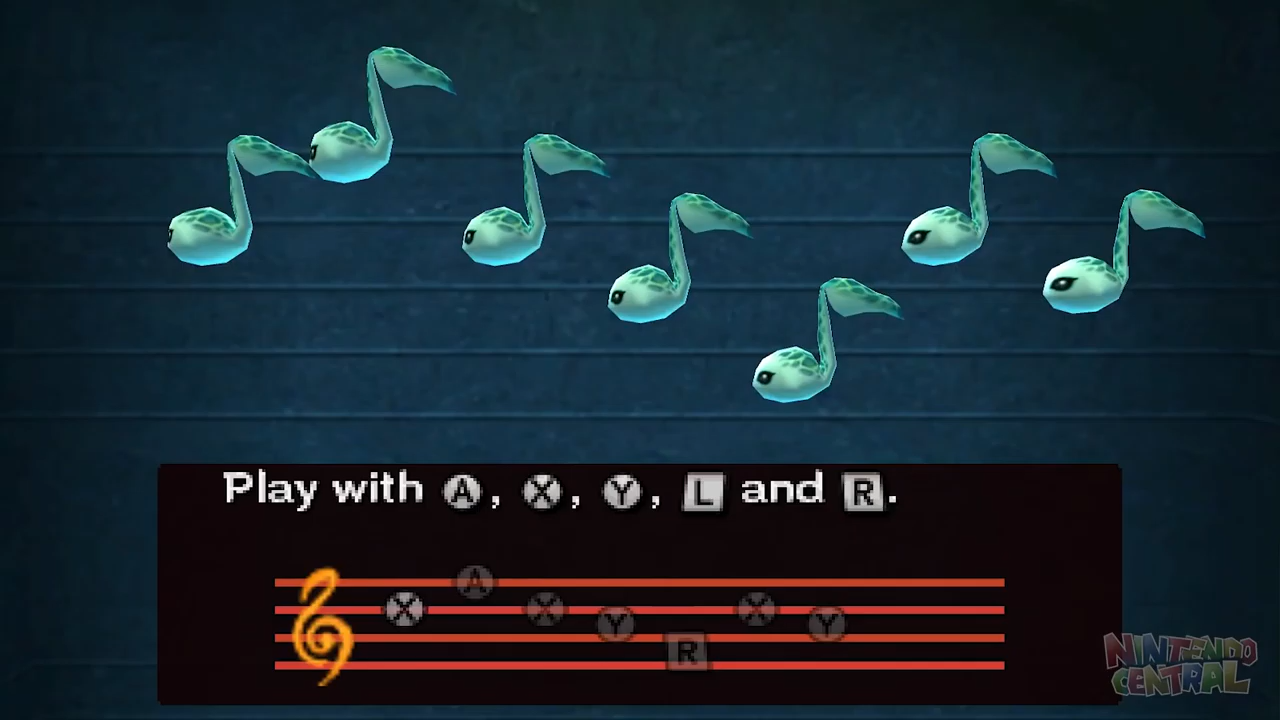 Play with A, X, Y, L and R.
X A X Y R X Y
NINTENDO
CENTRAL